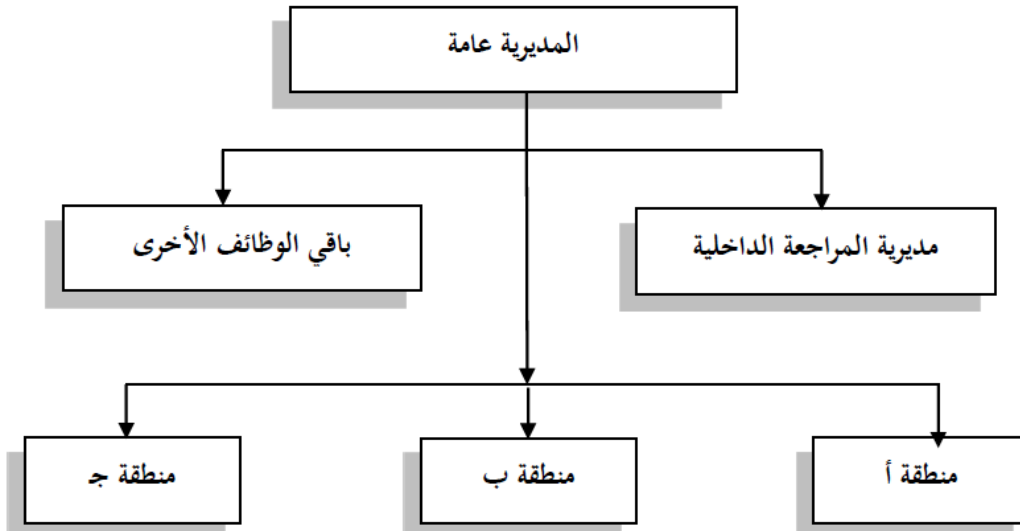 المديرية عامة
مديرية المراجعة الداخلية
باقي الوظائف الأخرى
منطقة أ
منطقة ب
منطقة جـ